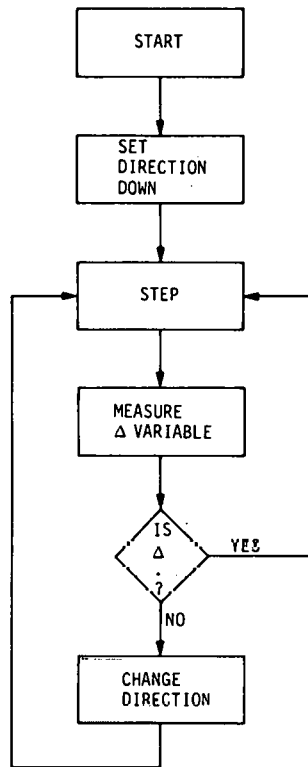 START
SET
DIRECTION
DOWN
STEP
MEASURE
Δ VARIABLE
IS
Δ
.
?
YES
NO
CHANGE
DIRECTION